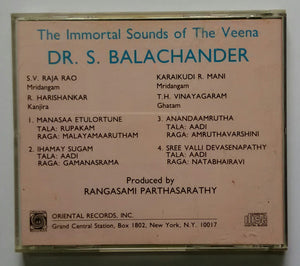 The Immortal Sounds of The Veena
DR. S. BALACHANDER
S.V. RAJA RAO
Mridangam
R. HARISHANKAR
Kanjira
KARAIKUDI R. MANI
Mridangam
T.H. VINAYAGARAM
Ghatam
1. MANASAA ETULORTUNE
TALA: RUPAKAM
RAGA: MALAYAMAARUTHAM
2. IHAMAY SUGAM
TALA: AADI
RAGA: GAMANASRAMA
3. ANANDAAMRUTHA
TALA: AADI
RAGA: AMRUTHAVARSHINI
4. SREE VALLI DEVASENAPATHY
TALA: AADI
RAGA: NATABHAIRAVI
Produced by
RANGASAMI PARTHASARATHY
ORIENTAL RECORDS, INC.
Grand Central Station, Box 1802, New York, N.Y. 10017